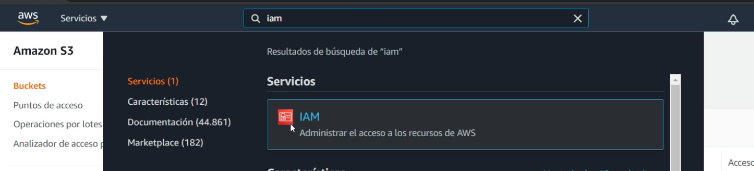 aws Servicios ▼ iam
Amazon S3
Resultados de búsqueda de "iam"
Buckets
Puntos de acceso
Operaciones por lotes
Analizador de acceso p
Servicios (1)
Características (12)
Documentación (44.861)
Marketplace (182)
Servicios
IAM
Administrar el acceso a los recursos de AWS
Características
Acceso